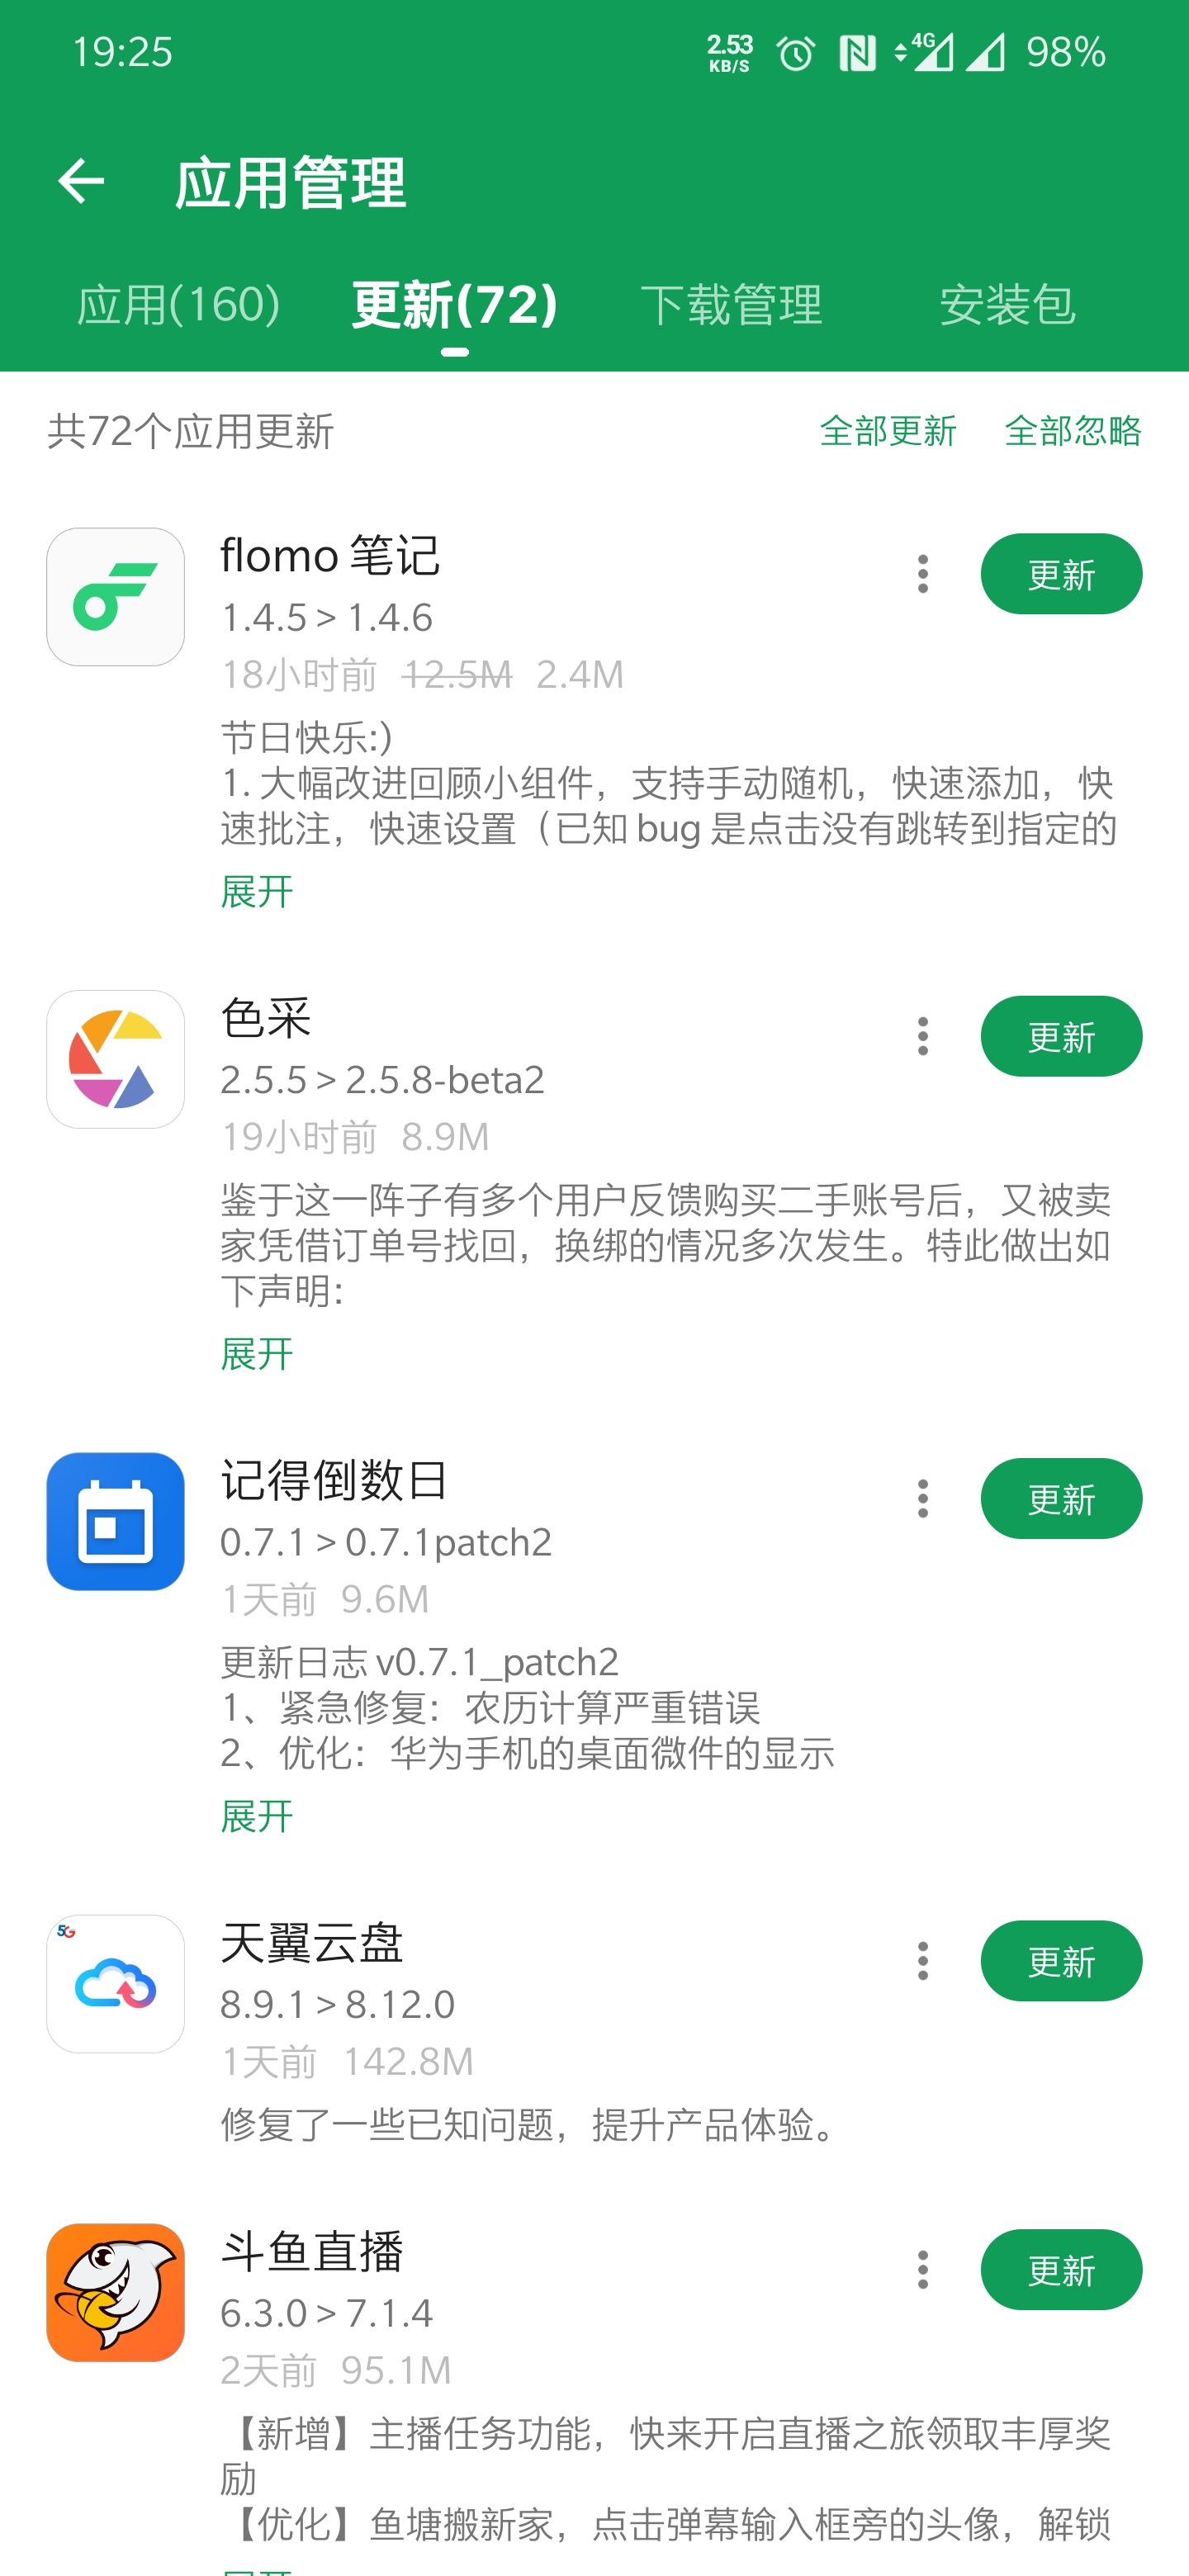 19:25
2.53 KB/S 4G 98%
应用管理
应用(160) 更新(72) 下载管理 安装包
共72个应用更新 全部更新 全部忽略
flomo 笔记
更新
1.4.5 > 1.4.6
18小时前 12.5M 2.4M
节日快乐:)
1. 大幅改进回顾小组件，支持手动随机，快速添加，快
速批注，快速设置（已知 bug 是点击没有跳转到指定的
展开
色采
更新
2.5.5 > 2.5.8-beta2
19小时前 8.9M
鉴于这一阵子有多个用户反馈购买二手账号后，又被卖
家凭借订单号找回，换绑的情况多次发生。特此做出如
下声明：
展开
记得倒数日
更新
0.7.1 > 0.7.1patch2
1天前 9.6M
更新日志 v0.7.1_patch2
1、紧急修复：农历计算严重错误
2、优化：华为手机的桌面微件的显示
展开
5G
天翼云盘
更新
8.9.1 > 8.12.0
1天前 142.8M
修复了一些已知问题，提升产品体验。
斗鱼直播
更新
6.3.0 > 7.1.4
2天前 95.1M
【新增】主播任务功能，快来开启直播之旅领取丰厚奖
励
【优化】鱼塘搬新家，点击弹幕输入框旁的头像，解锁